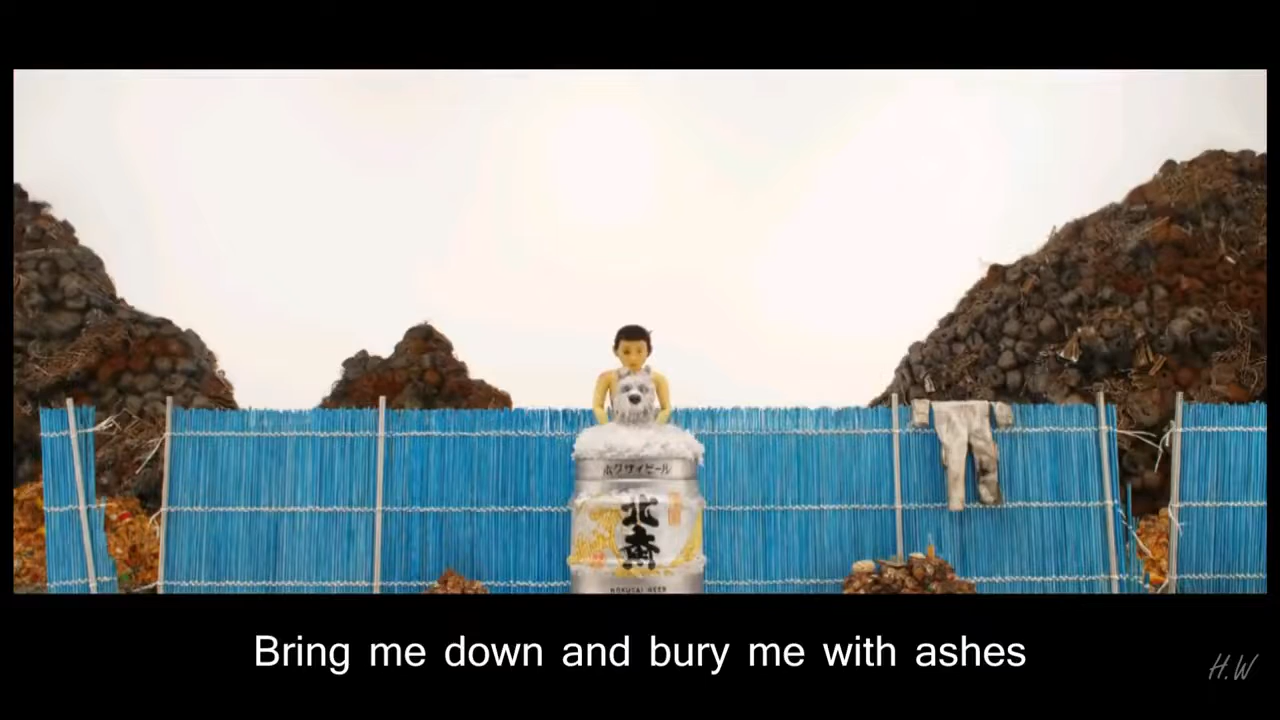 ホクサイビール
北斎
HOKUSAI BEER
Bring me down and bury me with ashes
H.W